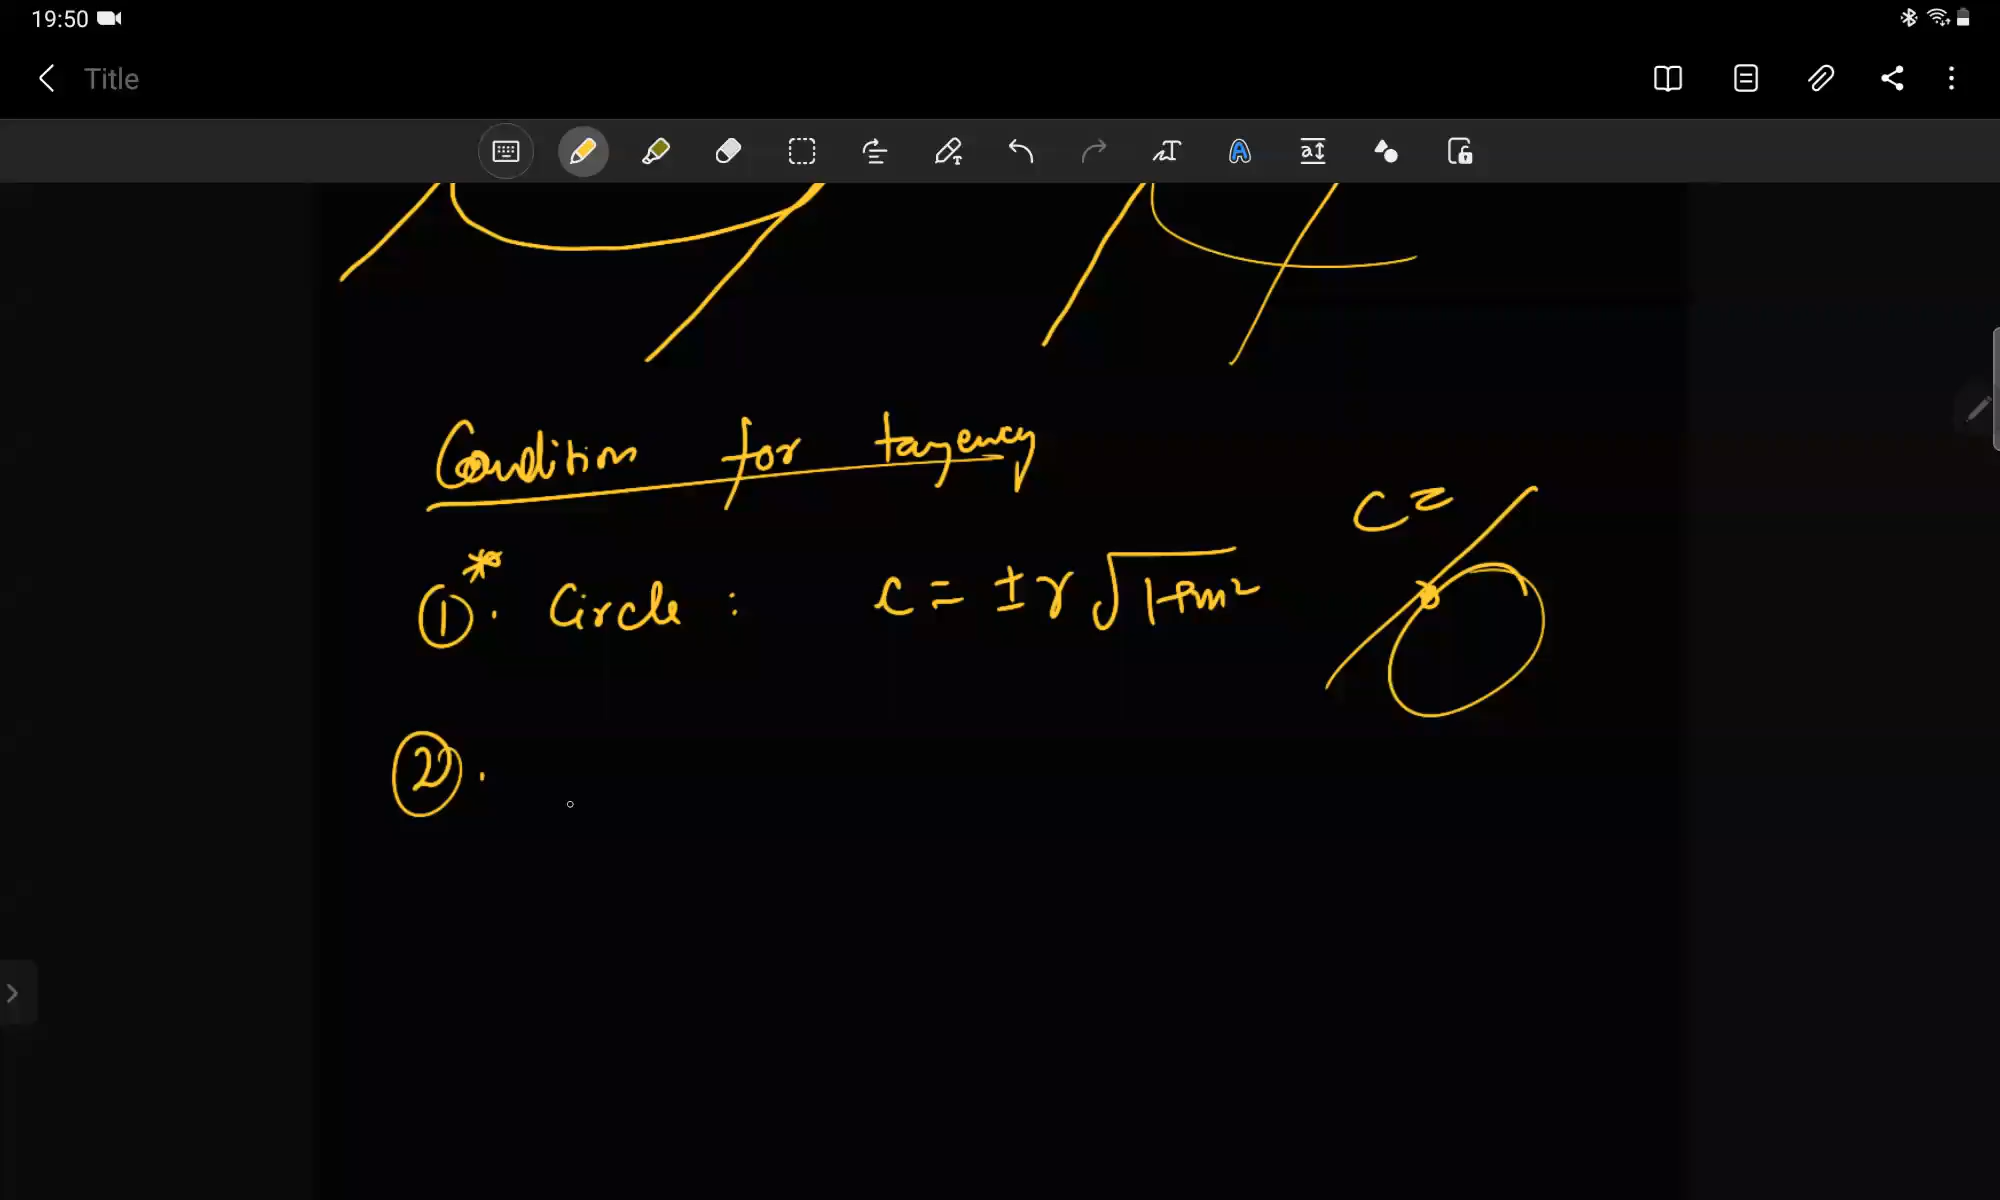 19:50
Title
Condition for tangency
C =
①*. Circle : c = ±r√1+m²
②.